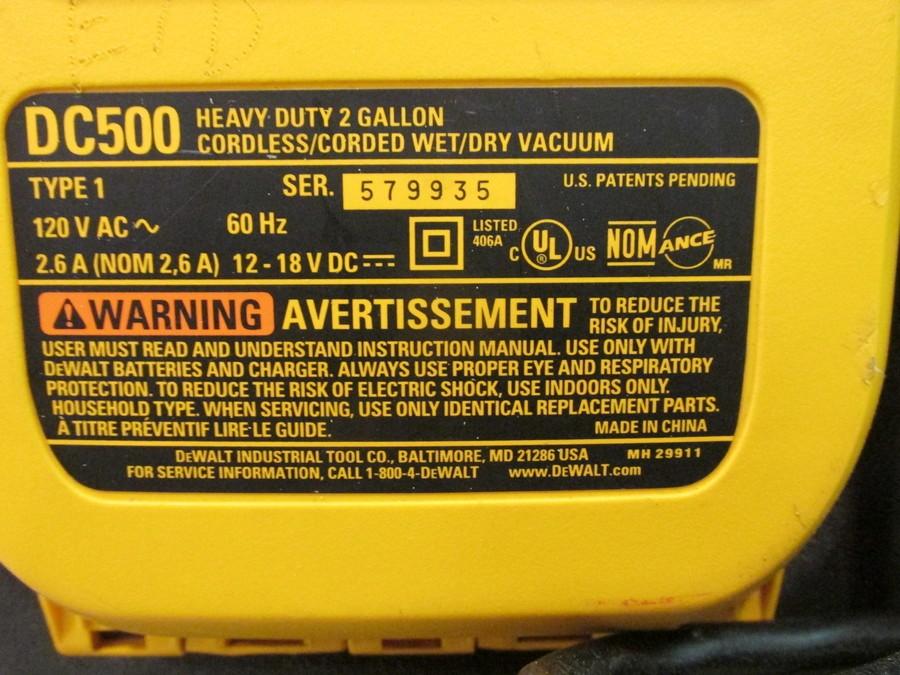 DC500 HEAVY DUTY 2 GALLON
CORDLESS/CORDED WET/DRY VACUUM
TYPE 1 SER. 579935 U.S. PATENTS PENDING
120 V AC ~ 60 Hz
LISTED
406A
C UL® US
NOM ANCE MR
2.6 A (NOM 2,6 A) 12 - 18 V DC ⎓
⚠WARNING AVERTISSEMENT TO REDUCE THE
RISK OF INJURY,
USER MUST READ AND UNDERSTAND INSTRUCTION MANUAL. USE ONLY WITH
DEWALT BATTERIES AND CHARGER. ALWAYS USE PROPER EYE AND RESPIRATORY
PROTECTION. TO REDUCE THE RISK OF ELECTRIC SHOCK, USE INDOORS ONLY.
HOUSEHOLD TYPE. WHEN SERVICING, USE ONLY IDENTICAL REPLACEMENT PARTS.
À TITRE PRÉVENTIF LIRE LE GUIDE. MADE IN CHINA
DEWALT INDUSTRIAL TOOL CO., BALTIMORE, MD 21286 USA MH 29911
FOR SERVICE INFORMATION, CALL 1-800-4-DEWALT www.DEWALT.com